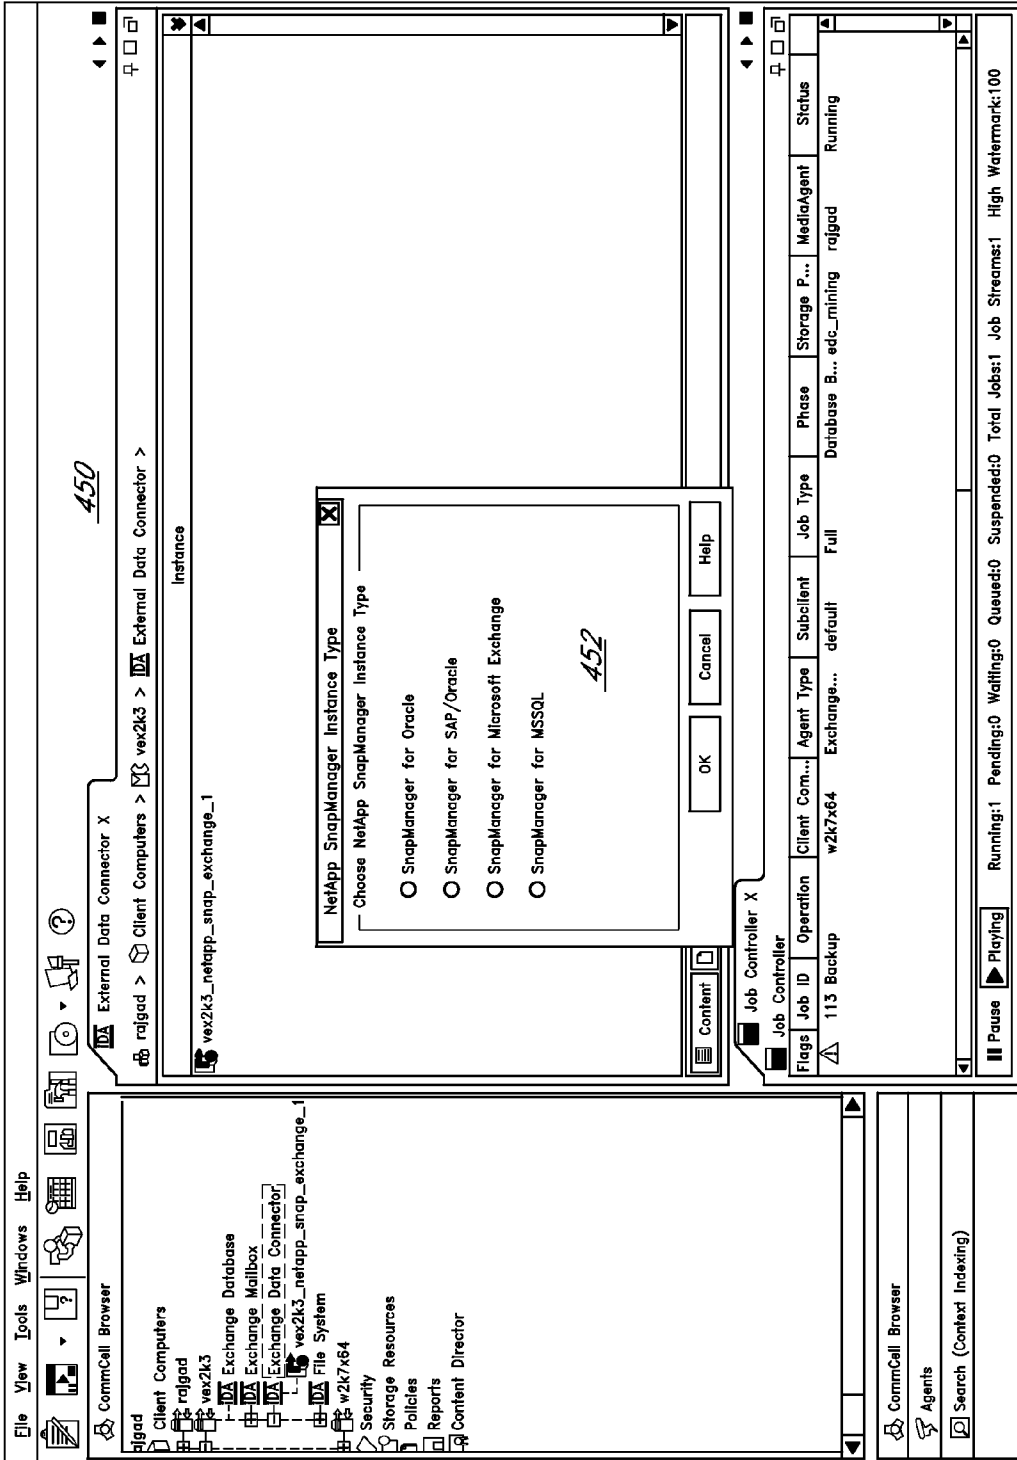 File View Tools Windows Help
450
CommCell Browser
rajgad
Client Computers
rajgad
vex2k3
IDA Exchange Database
IDA Exchange Mailbox
IDA Exchange Data Connector
vex2k3_netapp_snap_exchange_1
IDA File System
w2k7x64
Security
Storage Resources
Policies
Reports
Content Director
CommCell Browser
Agents
Search (Context Indexing)
IDA External Data Connector X
rajgad > Client Computers > vex2k3 > IDA External Data Connector >
Instance
vex2k3_netapp_snap_exchange_1
NetApp SnapManager Instance Type
Choose NetApp SnapManager Instance Type
SnapManager for Oracle
SnapManager for SAP/Oracle
SnapManager for Microsoft Exchange
SnapManager for MSSQL
452
OK Cancel Help
Content
Job Controller X
Job Controller
Flags Job ID Operation Client Com... Agent Type Subclient Job Type Phase Storage P... MediaAgent Status
113 Backup w2k7x64 Exchange... default Full Database B... edc_mining rajgad Running
Pause Playing Running:1 Pending:0 Waiting:0 Queued:0 Suspended:0 Total Jobs:1 Job Streams:1 High Watermark:100